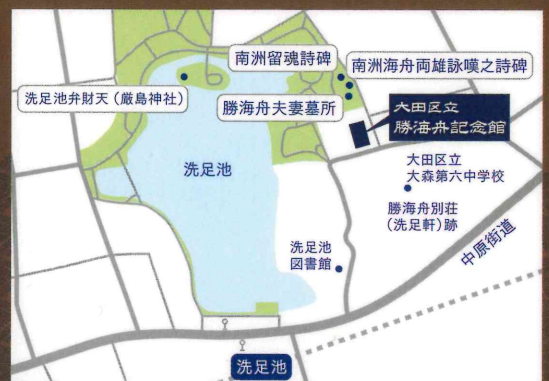 南洲留魂詩碑
南洲海舟両雄詠嘆之詩碑
洗足池弁財天（厳島神社）
勝海舟夫妻墓所
大田区立
勝海舟記念館
洗足池
大田区立
大森第六中学校
勝海舟別荘
（洗足軒）跡
中原街道
洗足池
図書館
洗足池